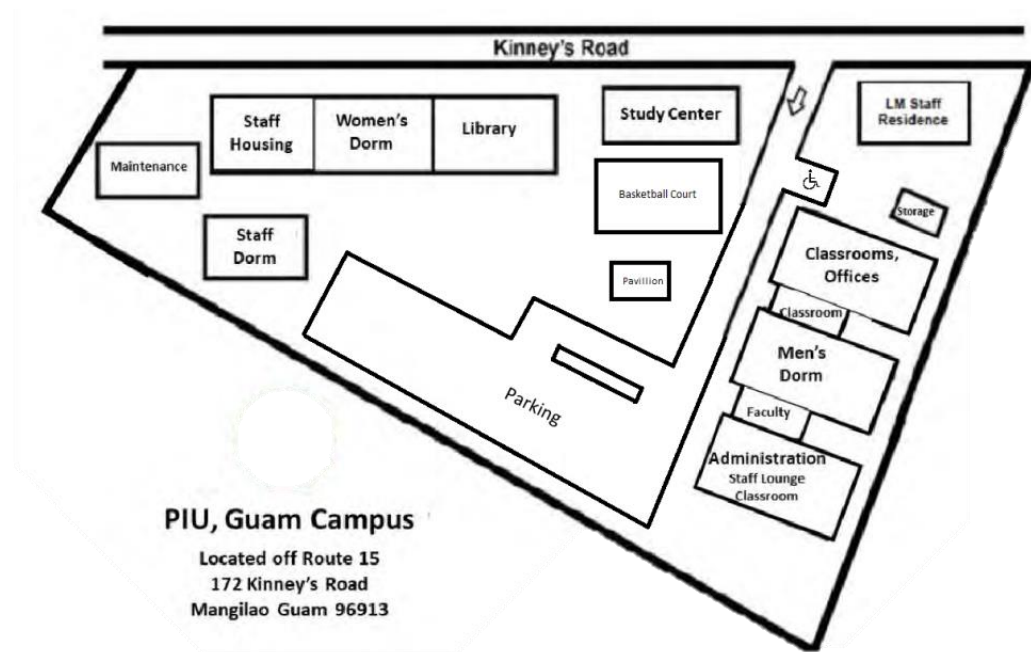 Kinney's Road
Staff
Housing
Women's
Dorm
Library
Study Center
LM Staff
Residence
Maintenance
Basketball Court
Storage
Staff
Dorm
Classrooms,
Offices
Pavillion
Classroom
Men's
Dorm
Parking
Faculty
Administration
Staff Lounge
Classroom
PIU, Guam Campus
Located off Route 15
172 Kinney's Road
Mangilao Guam 96913